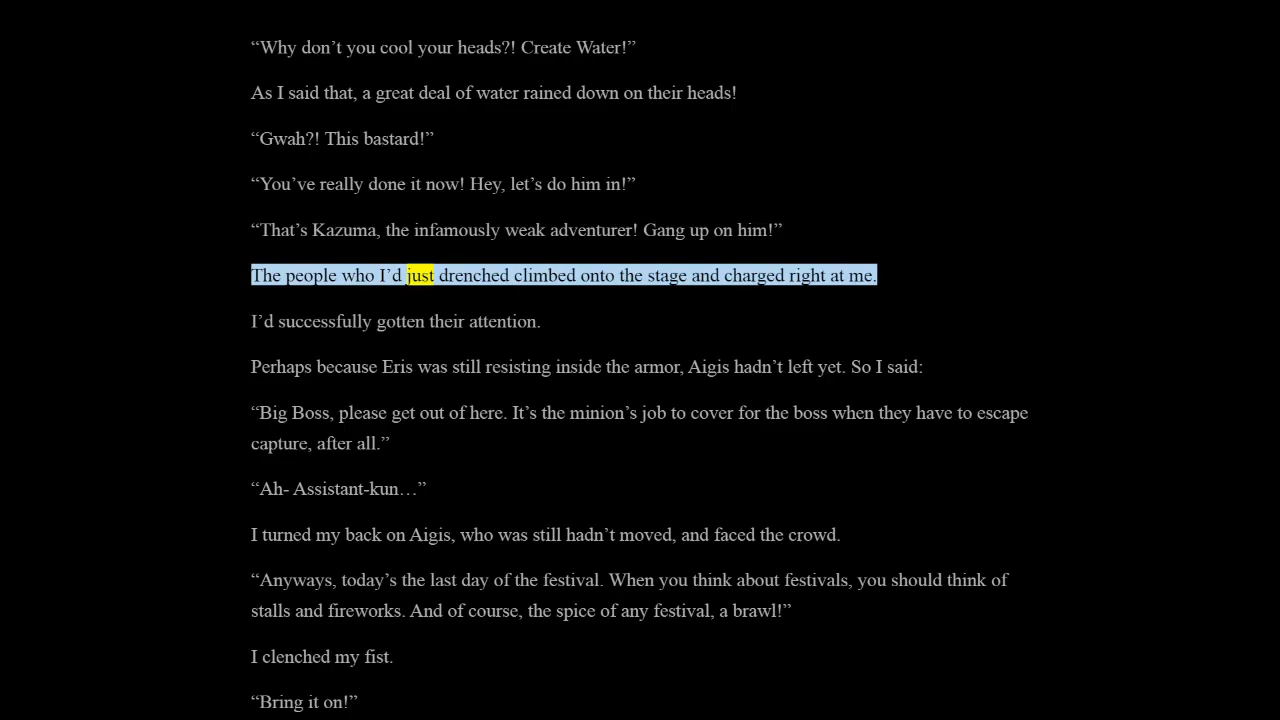 “Why don’t you cool your heads?! Create Water!”
As I said that, a great deal of water rained down on their heads!
“Gwah?! This bastard!”
“You’ve really done it now! Hey, let’s do him in!”
“That’s Kazuma, the infamously weak adventurer! Gang up on him!”
The people who I’d just drenched climbed onto the stage and charged right at me.
I’d successfully gotten their attention.
Perhaps because Eris was still resisting inside the armor, Aigis hadn’t left yet. So I said:
“Big Boss, please get out of here. It’s the minion’s job to cover for the boss when they have to escape
capture, after all.”
“Ah- Assistant-kun…”
I turned my back on Aigis, who was still hadn’t moved, and faced the crowd.
“Anyways, today’s the last day of the festival. When you think about festivals, you should think of
stalls and fireworks. And of course, the spice of any festival, a brawl!”
I clenched my fist.
“Bring it on!”